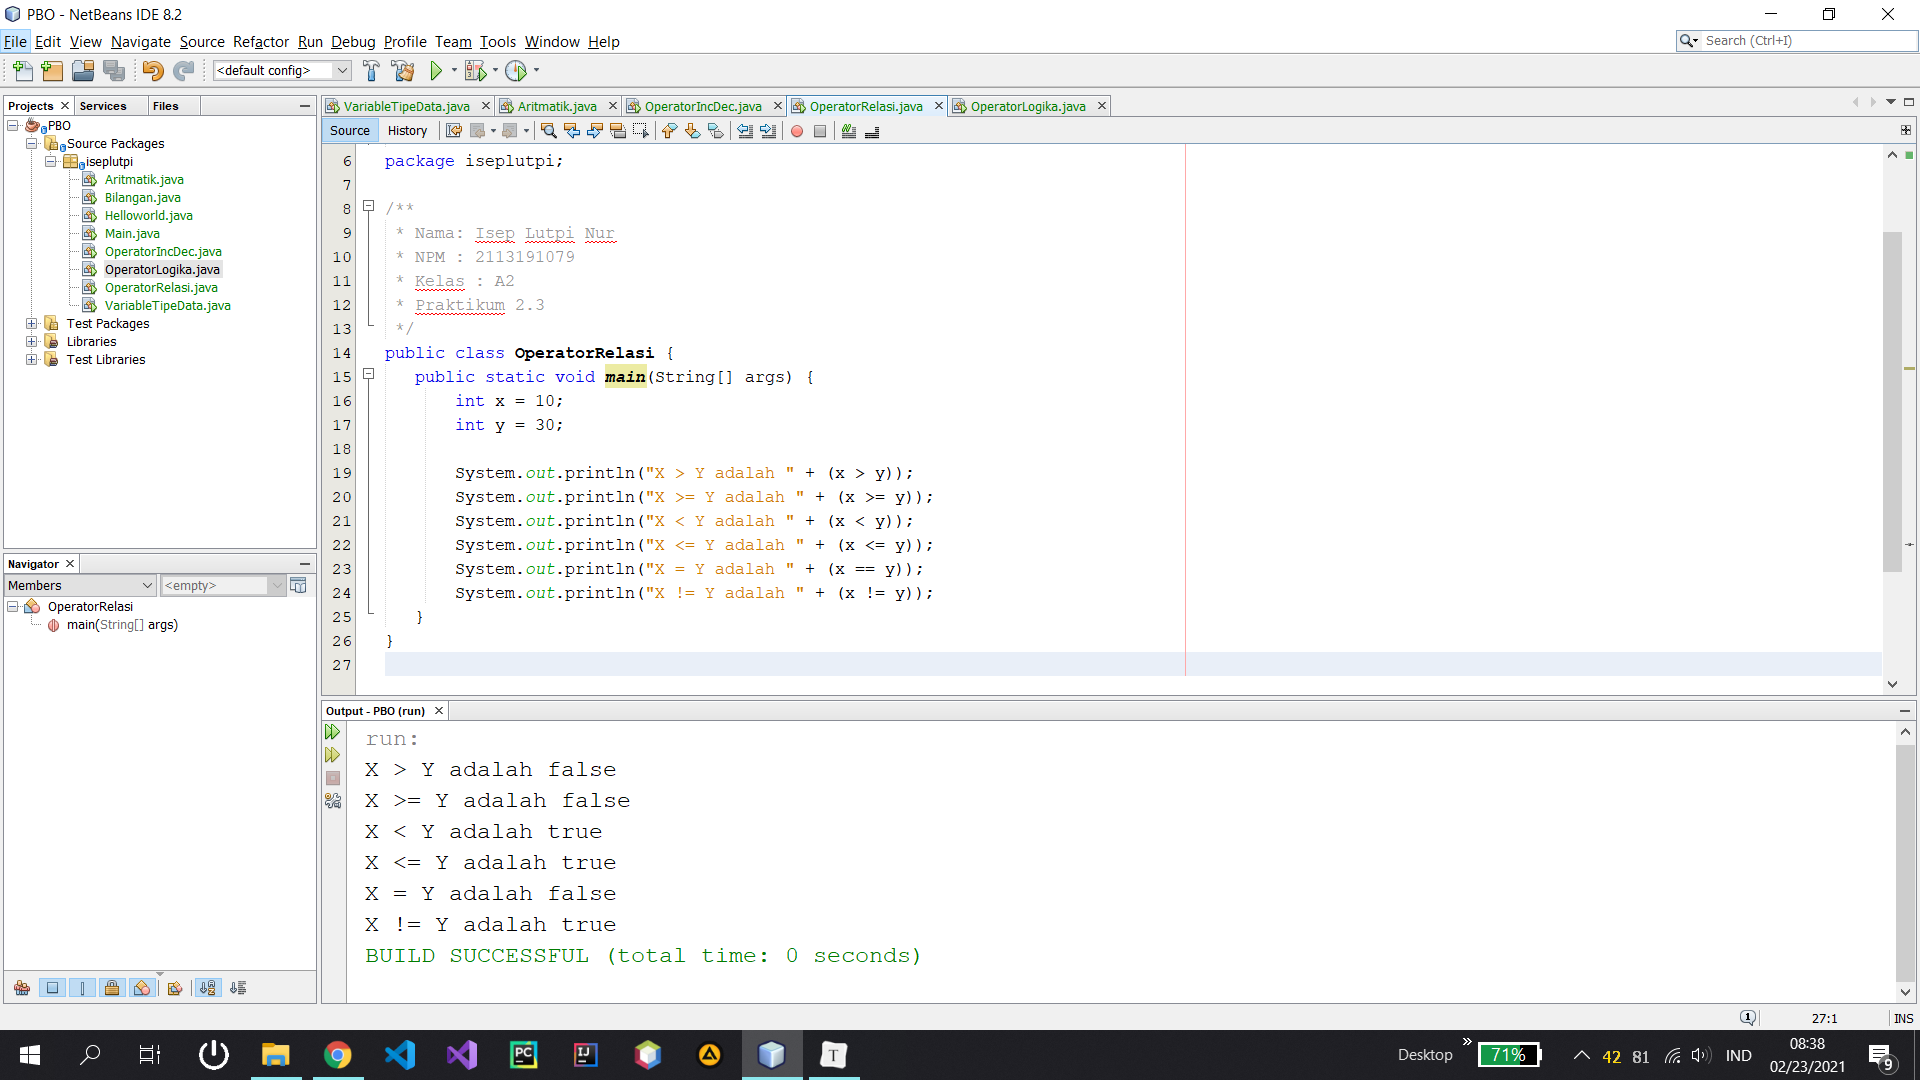 PBO - NetBeans IDE 8.2
File Edit View Navigate Source Refactor Run Debug Profile Team Tools Window Help
Search (Ctrl+I)
<default config>
Projects Services Files
PBO
Source Packages
iseplutpi
Aritmatik.java
Bilangan.java
Helloworld.java
Main.java
OperatorIncDec.java
OperatorLogika.java
OperatorRelasi.java
VariableTipeData.java
Test Packages
Libraries
Test Libraries
Navigator
Members <empty>
OperatorRelasi
main(String[] args)
VariableTipeData.java Aritmatik.java OperatorIncDec.java OperatorRelasi.java OperatorLogika.java
Source History
6 package iseplutpi;
7
8 /**
9 * Nama: Isep Lutpi Nur
10 * NPM : 2113191079
11 * Kelas : A2
12 * Praktikum 2.3
13 */
14 public class OperatorRelasi {
15 public static void main(String[] args) {
16 int x = 10;
17 int y = 30;
18
19 System.out.println("X > Y adalah " + (x > y));
20 System.out.println("X >= Y adalah " + (x >= y));
21 System.out.println("X < Y adalah " + (x < y));
22 System.out.println("X <= Y adalah " + (x <= y));
23 System.out.println("X = Y adalah " + (x == y));
24 System.out.println("X != Y adalah " + (x != y));
25 }
26 }
27
Output - PBO (run)
run:
X > Y adalah false
X >= Y adalah false
X < Y adalah true
X <= Y adalah true
X = Y adalah false
X != Y adalah true
BUILD SUCCESSFUL (total time: 0 seconds)
1 27:1 INS
Desktop 71% 42 81 IND 08:38
02/23/2021 9